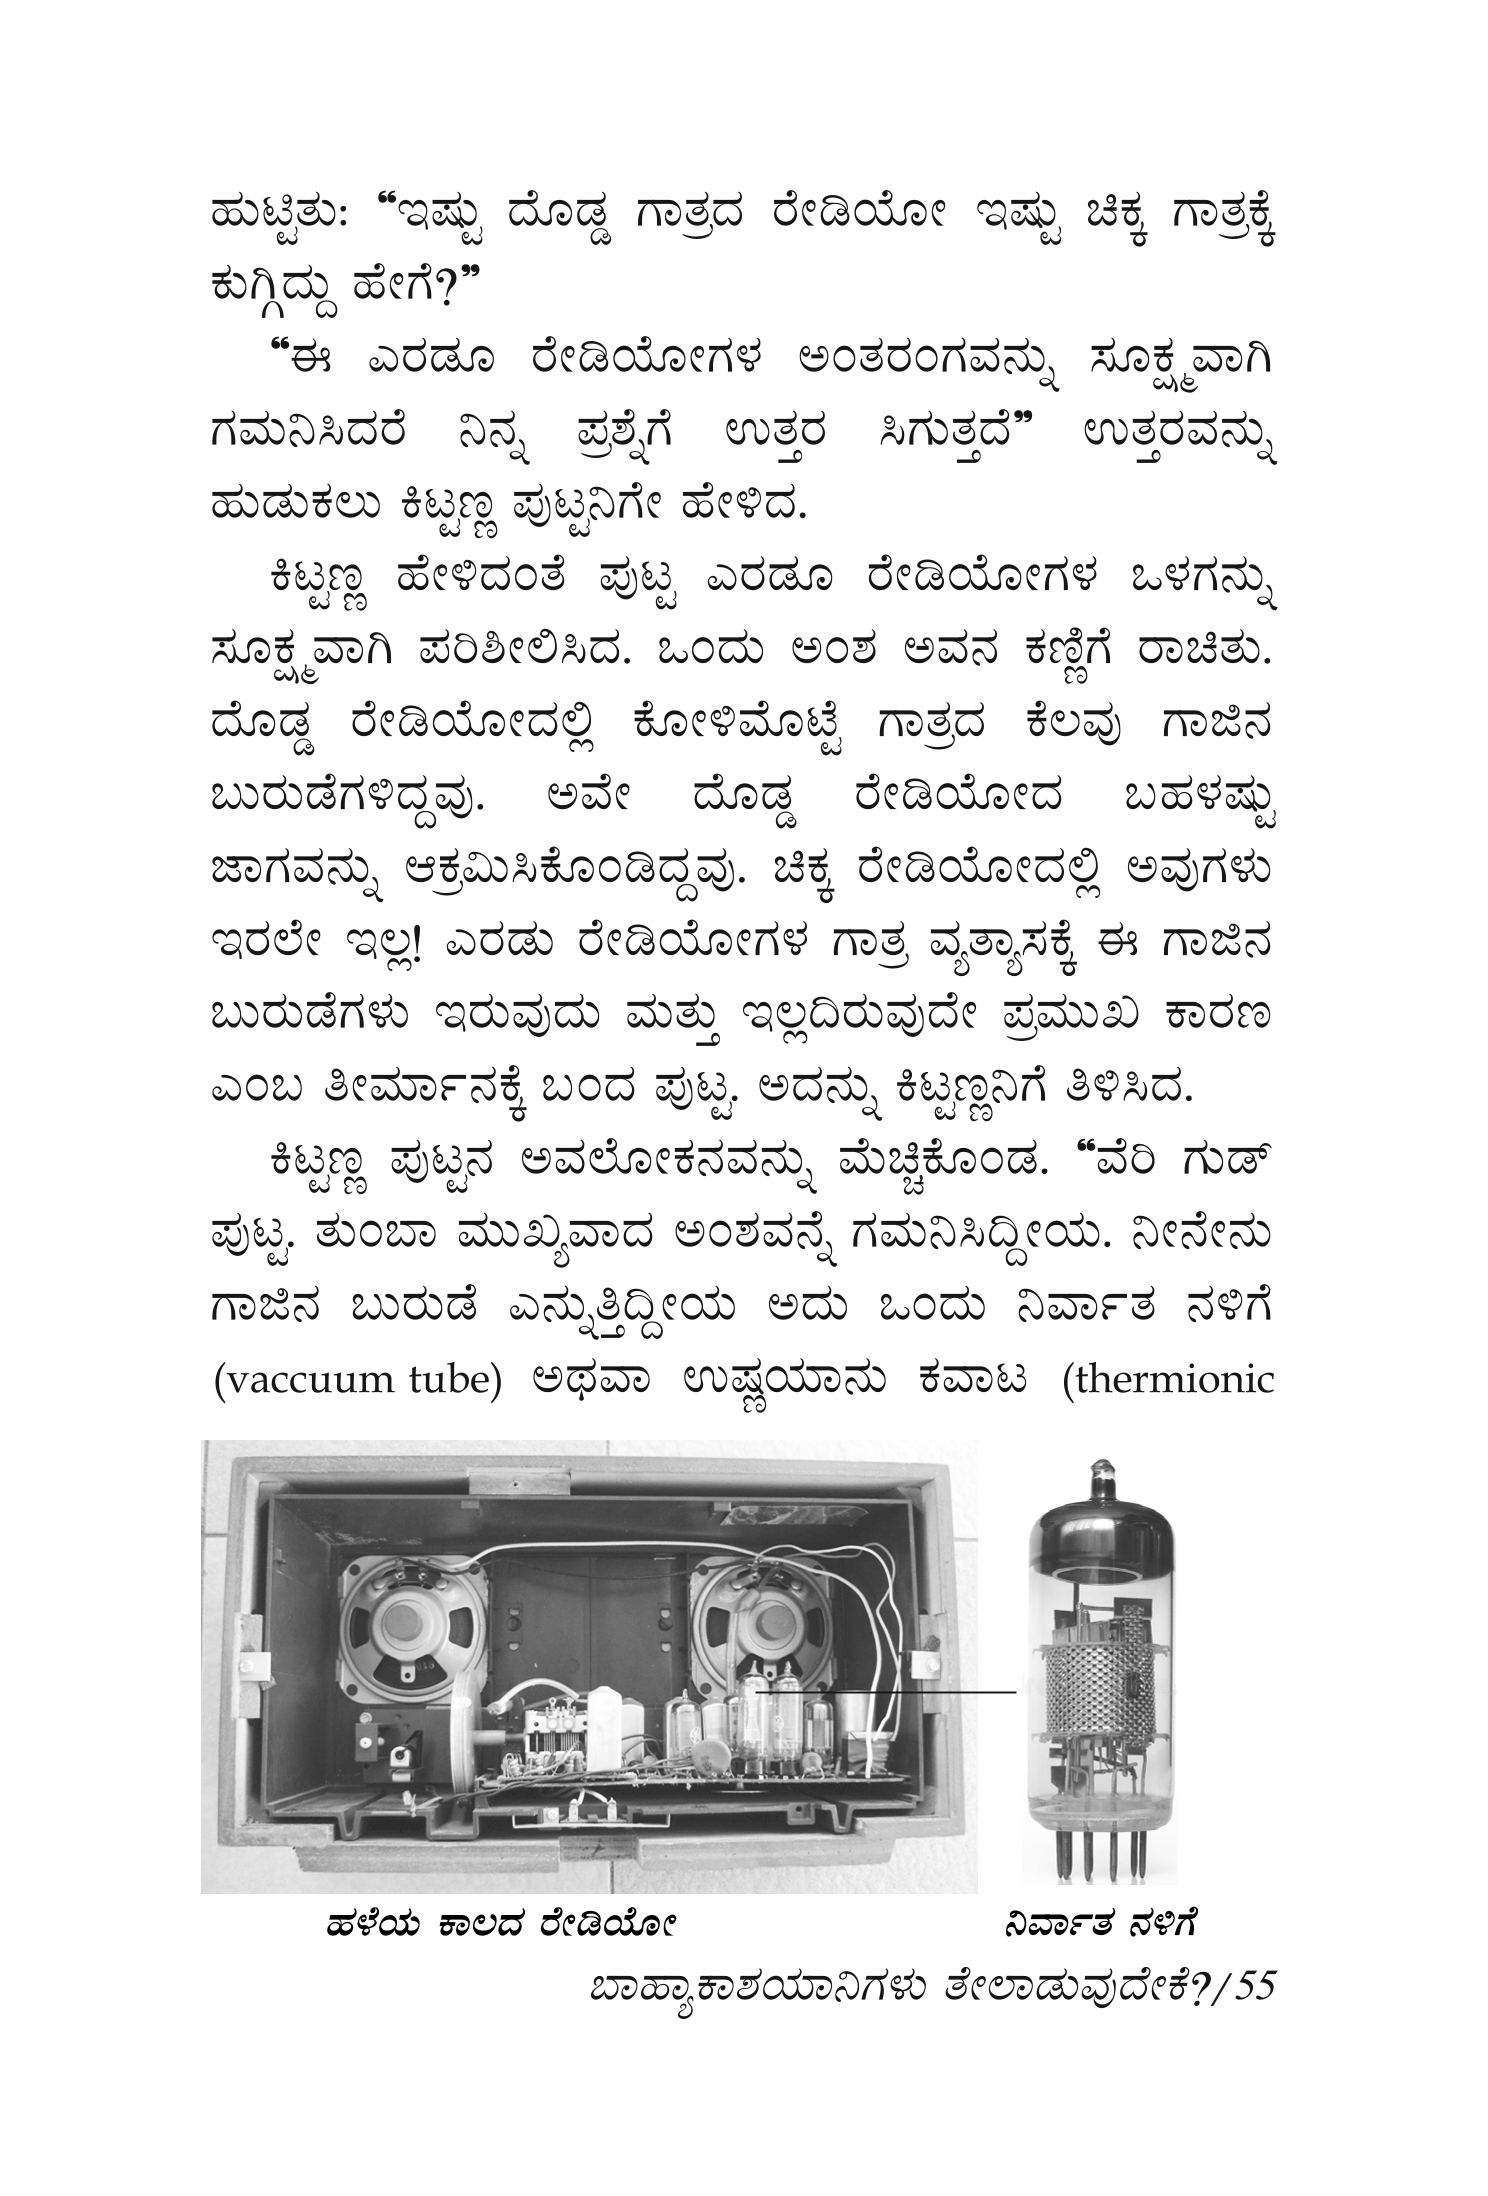 ಹುಟ್ಟಿತು: “ಇಷ್ಟು ದೊಡ್ಡ ಗಾತ್ರದ ರೇಡಿಯೋ ಇಷ್ಟು ಚಿಕ್ಕ ಗಾತ್ರಕ್ಕೆ
ಕುಗ್ಗಿದ್ದು ಹೇಗೆ?”
“ಈ ಎರಡೂ ರೇಡಿಯೋಗಳ ಅಂತರಂಗವನ್ನು ಸೂಕ್ಷ್ಮವಾಗಿ
ಗಮನಿಸಿದರೆ ನಿನ್ನ ಪ್ರಶ್ನೆಗೆ ಉತ್ತರ ಸಿಗುತ್ತದೆ” ಉತ್ತರವನ್ನು
ಹುಡುಕಲು ಕಿಟ್ಟಣ್ಣ ಪುಟ್ಟನಿಗೇ ಹೇಳಿದ.
ಕಿಟ್ಟಣ್ಣ ಹೇಳಿದಂತೆ ಪುಟ್ಟ ಎರಡೂ ರೇಡಿಯೋಗಳ ಒಳಗನ್ನು
ಸೂಕ್ಷ್ಮವಾಗಿ ಪರಿಶೀಲಿಸಿದ. ಒಂದು ಅಂಶ ಅವನ ಕಣ್ಣಿಗೆ ರಾಚಿತು.
ದೊಡ್ಡ ರೇಡಿಯೋದಲ್ಲಿ ಕೋಳಿಮೊಟ್ಟೆ ಗಾತ್ರದ ಕೆಲವು ಗಾಜಿನ
ಬುರುಡೆಗಳಿದ್ದವು. ಅವೇ ದೊಡ್ಡ ರೇಡಿಯೋದ ಬಹಳಷ್ಟು
ಜಾಗವನ್ನು ಆಕ್ರಮಿಸಿಕೊಂಡಿದ್ದವು. ಚಿಕ್ಕ ರೇಡಿಯೋದಲ್ಲಿ ಅವುಗಳು
ಇರಲೇ ಇಲ್ಲ! ಎರಡು ರೇಡಿಯೋಗಳ ಗಾತ್ರ ವ್ಯತ್ಯಾಸಕ್ಕೆ ಈ ಗಾಜಿನ
ಬುರುಡೆಗಳು ಇರುವುದು ಮತ್ತು ಇಲ್ಲದಿರುವುದೇ ಪ್ರಮುಖ ಕಾರಣ
ಎಂಬ ತೀರ್ಮಾನಕ್ಕೆ ಬಂದ ಪುಟ್ಟ. ಅದನ್ನು ಕಿಟ್ಟಣ್ಣನಿಗೆ ತಿಳಿಸಿದ.
ಕಿಟ್ಟಣ್ಣ ಪುಟ್ಟನ ಅವಲೋಕನವನ್ನು ಮೆಚ್ಚಿಕೊಂಡ. “ವೆರಿ ಗುಡ್
ಪುಟ್ಟ. ತುಂಬಾ ಮುಖ್ಯವಾದ ಅಂಶವನ್ನೆ ಗಮನಿಸಿದ್ದೀಯ. ನೀನೇನು
ಗಾಜಿನ ಬುರುಡೆ ಎನ್ನುತ್ತಿದ್ದೀಯ ಅದು ಒಂದು ನಿರ್ವಾತ ನಳಿಗೆ
(vaccuum tube) ಅಥವಾ ಉಷ್ಣಯಾನು ಕವಾಟ (thermionic
ಹಳೆಯ ಕಾಲದ ರೇಡಿಯೋ
ನಿರ್ವಾತ ನಳಿಗೆ
ಬಾಹ್ಯಾಕಾಶಯಾನಿಗಳು ತೇಲಾಡುವುದೇಕೆ?/55